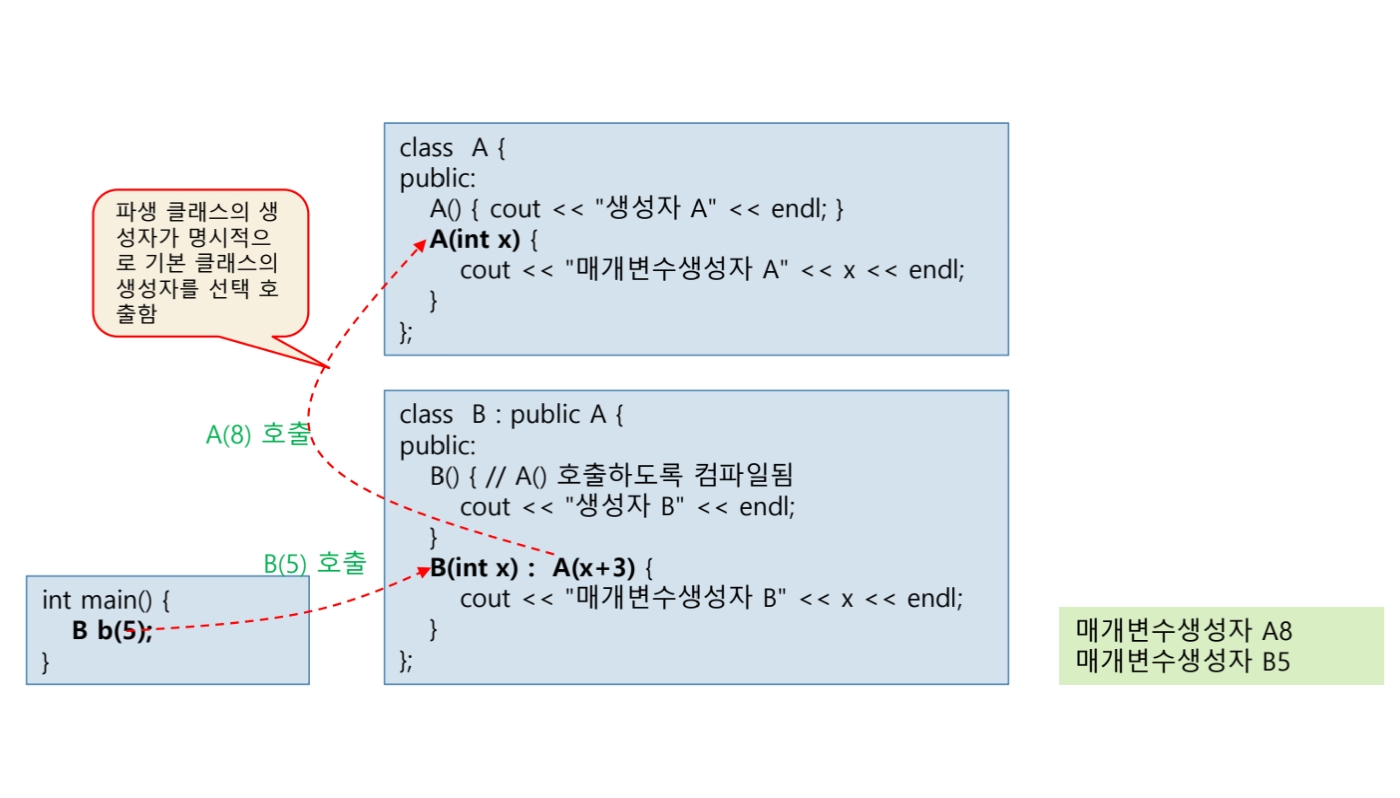 class  A {
public:
A() { cout << "생성자 A" << endl; }
A(int x) {
cout << "매개변수생성자 A" << x << endl;
}
};
파생 클래스의 생
성자가 명시적으
로 기본 클래스의
생성자를 선택 호
출함
A(8) 호출
class  B : public A {
public:
B() { // A() 호출하도록 컴파일됨
cout << "생성자 B" << endl;
}
B(int x) :  A(x+3) {
cout << "매개변수생성자 B" << x << endl;
}
};
B(5) 호출
int main() {
B b(5);
}
매개변수생성자 A8
매개변수생성자 B5